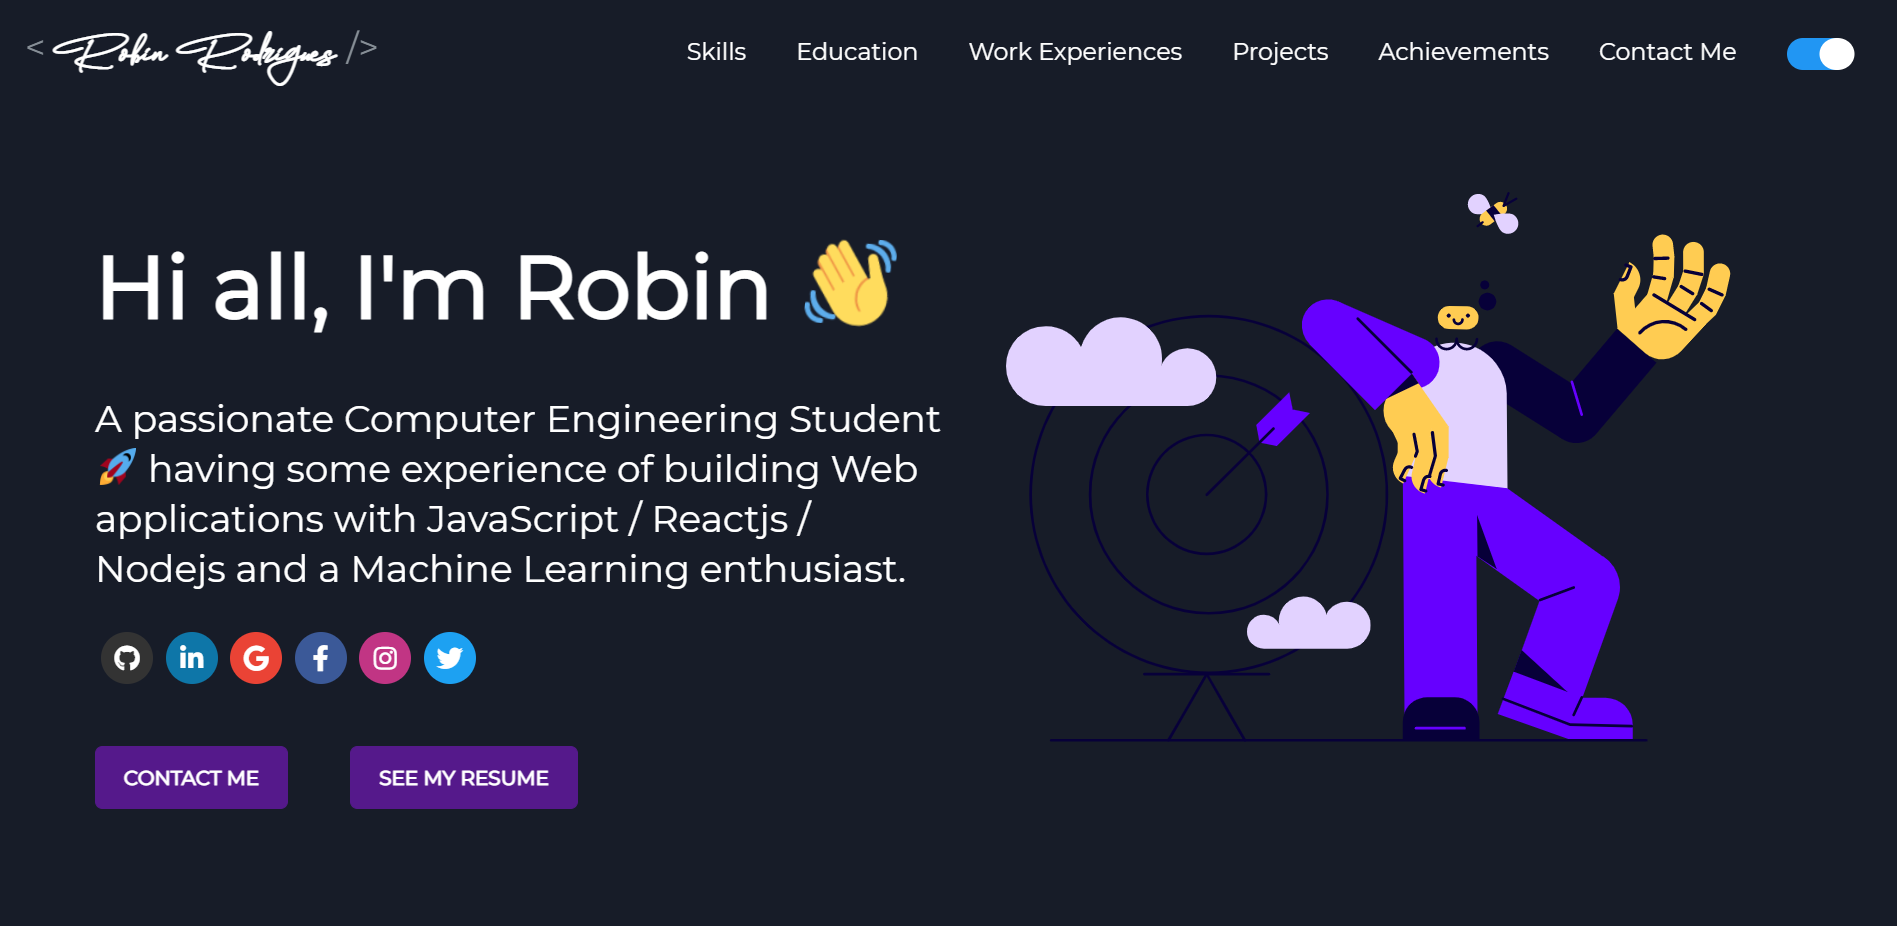 < Robin Rodrigues />
Skills
Education
Work Experiences
Projects
Achievements
Contact Me
Hi all, I'm Robin 👋
A passionate Computer Engineering Student
🚀 having some experience of building Web
applications with JavaScript / Reactjs /
Nodejs and a Machine Learning enthusiast.
CONTACT ME
SEE MY RESUME